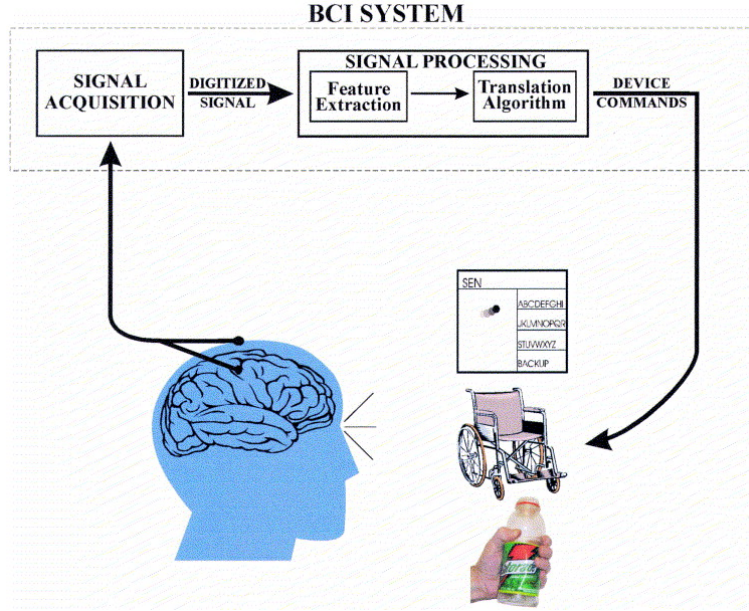 BCI SYSTEM
SIGNAL
ACQUISITION
DIGITIZED
SIGNAL
SIGNAL PROCESSING
Feature
Extraction
Translation
Algorithm
DEVICE
COMMANDS
SEN
ABCDEFGHI
JKLMNOPQR
STUVWXYZ
BACKUP